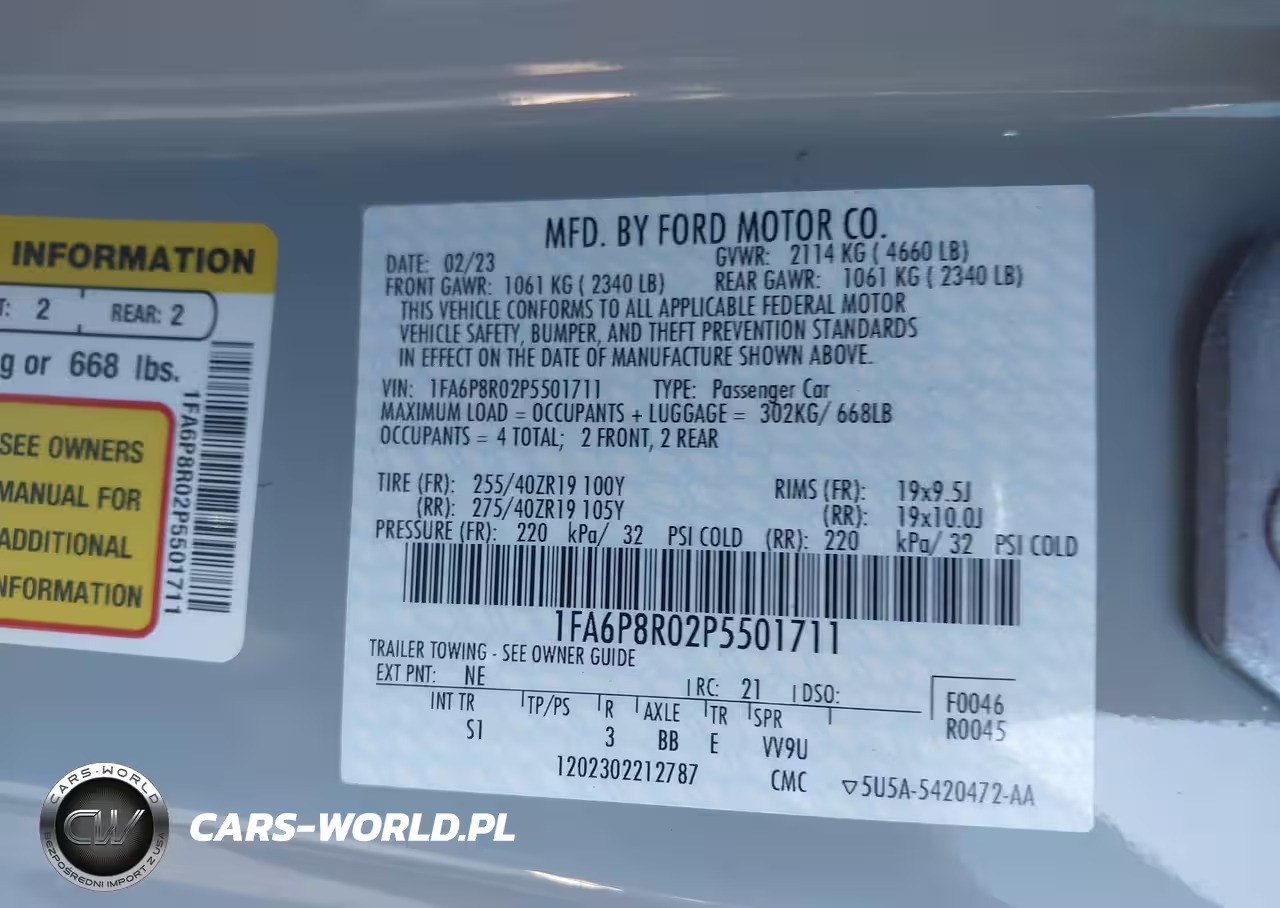 INFORMATION
T: 2 REAR: 2
g or 668 lbs.
SEE OWNERS
MANUAL FOR
ADDITIONAL
NFORMATION
1FA6P8R02P5501711
MFD. BY FORD MOTOR CO.
DATE: 02/23 GVWR: 2114 KG ( 4660 LB)
FRONT GAWR: 1061 KG ( 2340 LB) REAR GAWR: 1061 KG ( 2340 LB)
THIS VEHICLE CONFORMS TO ALL APPLICABLE FEDERAL MOTOR
VEHICLE SAFETY, BUMPER, AND THEFT PREVENTION STANDARDS
IN EFFECT ON THE DATE OF MANUFACTURE SHOWN ABOVE.
VIN: 1FA6P8R02P5501711 TYPE: Passenger Car
MAXIMUM LOAD = OCCUPANTS + LUGGAGE = 302KG/ 668LB
OCCUPANTS = 4 TOTAL; 2 FRONT, 2 REAR
TIRE (FR): 255/40ZR19 100Y RIMS (FR): 19x9.5J
(RR): 275/40ZR19 105Y (RR): 19x10.0J
PRESSURE (FR): 220 kPa/ 32 PSI COLD (RR): 220 kPa/ 32 PSI COLD
1FA6P8R02P5501711
TRAILER TOWING - SEE OWNER GUIDE
EXT PNT: NE RC: 21 DSO: F0046
INT TR TP/PS R AXLE TR SPR R0045
S1 3 BB E VV9U
1202302212787 CMC ▽5U5A-5420472-AA
CARS-WORLD
CW
BEZPOŚREDNI IMPORT Z USA
CARS-WORLD.PL